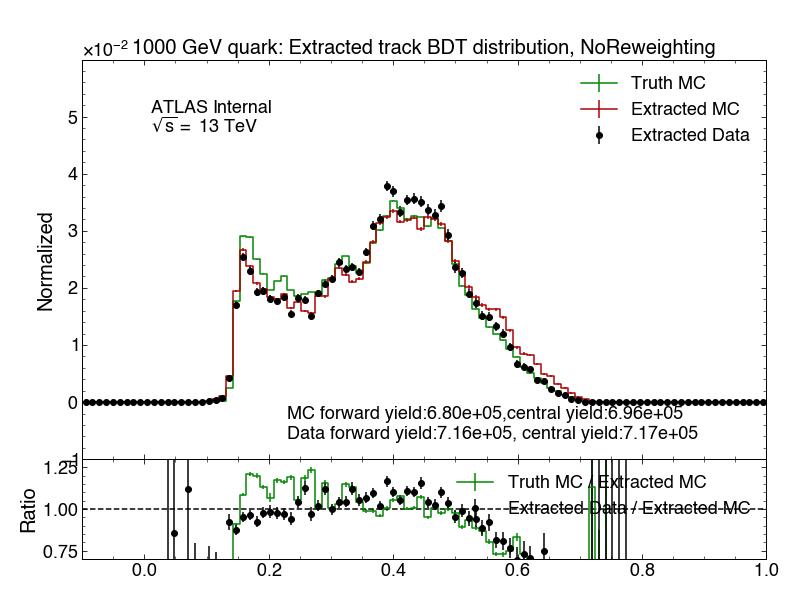 ×10⁻² 1000 GeV quark: Extracted track BDT distribution, NoReweighting
ATLAS Internal
√s = 13 TeV
Truth MC
Extracted MC
Extracted Data
Normalized
5
4
3
2
1
0
MC forward yield:6.80e+05,central yield:6.96e+05
Data forward yield:7.16e+05, central yield:7.17e+05
1
1.25
1.00
0.75
Ratio
Truth MC / Extracted MC
Extracted Data / Extracted MC
0.0 0.2 0.4 0.6 0.8 1.0